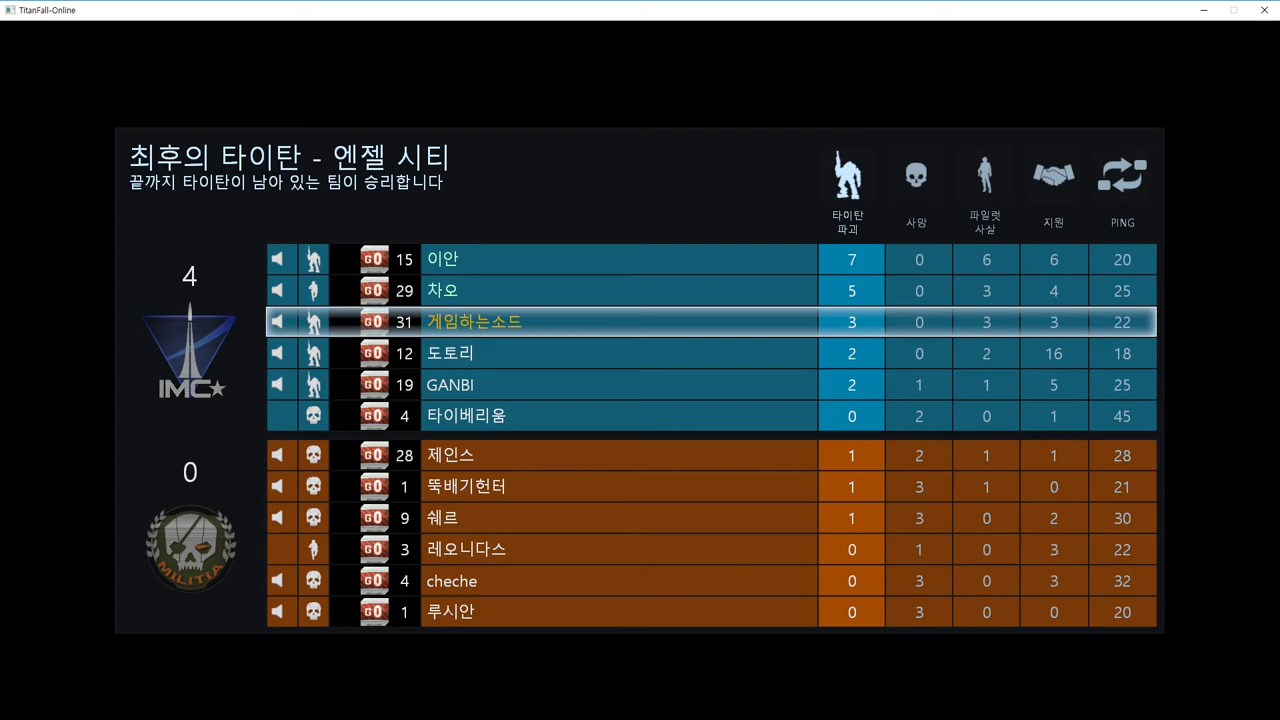 TitanFall-Online
최후의 타이탄 - 엔젤 시티
끝까지 타이탄이 남아 있는 팀이 승리합니다
타이탄 파괴 사망 파일럿 사살 지원 PING
4
IMC
GO 15 이안 7 0 6 6 20
GO 29 차오 5 0 3 4 25
GO 31 게임하는소드 3 0 3 3 22
GO 12 도토리 2 0 2 16 18
GO 19 GANBI 2 1 1 5 25
GO 4 타이베리움 0 2 0 1 45
0
MILITIA
GO 28 제인스 1 2 1 1 28
GO 1 뚝배기헌터 1 3 1 0 21
GO 9 쉐르 1 3 0 2 30
GO 3 레오니다스 0 1 0 3 22
GO 4 cheche 0 3 0 3 32
GO 1 루시안 0 3 0 0 20